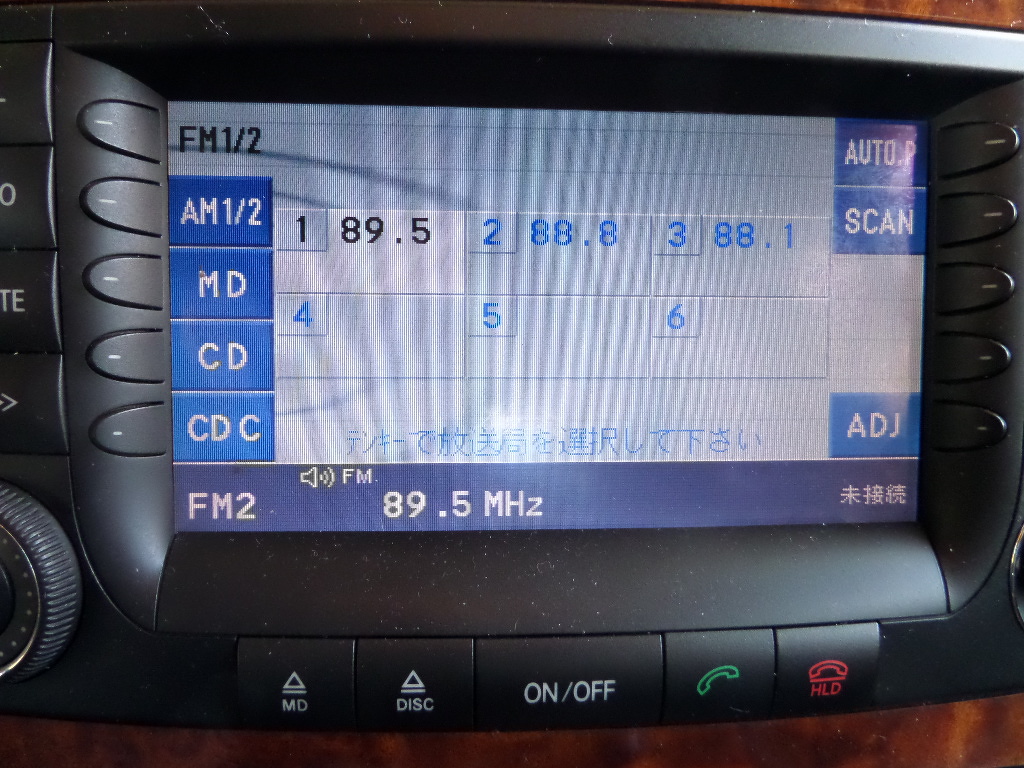 FM1/2
AUTO.P
AM1/2
1 89.5 2 88.8 3 88.1
SCAN
MD
4 5 6
CD
CDC
テンキーで放送局を選択して下さい
ADJ
FM
FM2 89.5 MHz
未接続
O
TE
>>
MD
DISC
ON/OFF
HLD